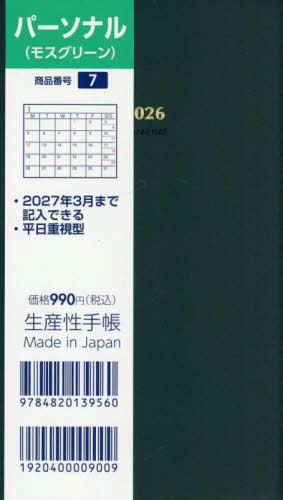 パーソナル
(モスグリーン)
商品番号 7
1
M T W T F S/S
026
・2027年3月まで
記入できる
・平日重視型
価格990円(税込)
生産性手帳
Made in Japan
9784820139560
1920400009009